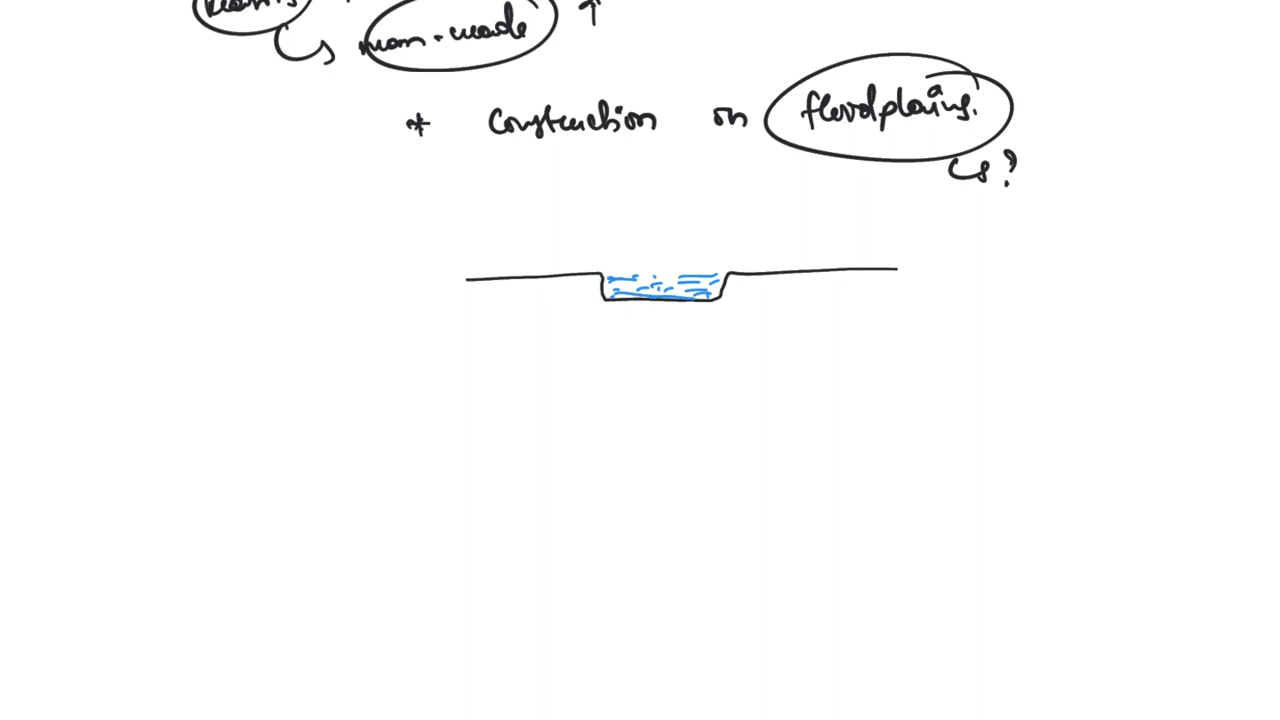 man-made ↑
* Construction on floodplains.
↳ ?